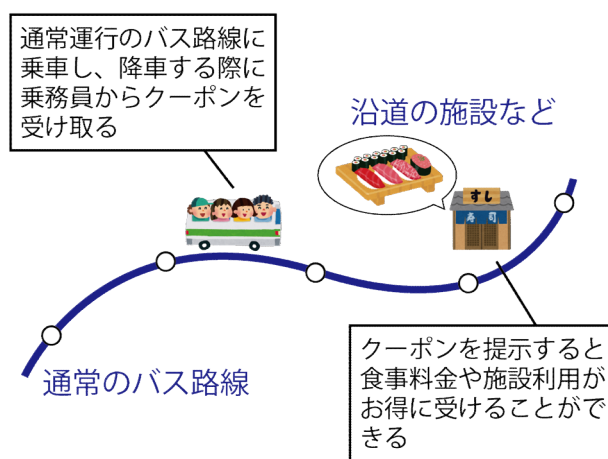 通常運行のバス路線に
乗車し、降車する際に
乗務員からクーポンを
受け取る
沿道の施設など
すし
寿司
通常のバス路線
クーポンを提示すると
食事料金や施設利用が
お得に受けることがで
きる